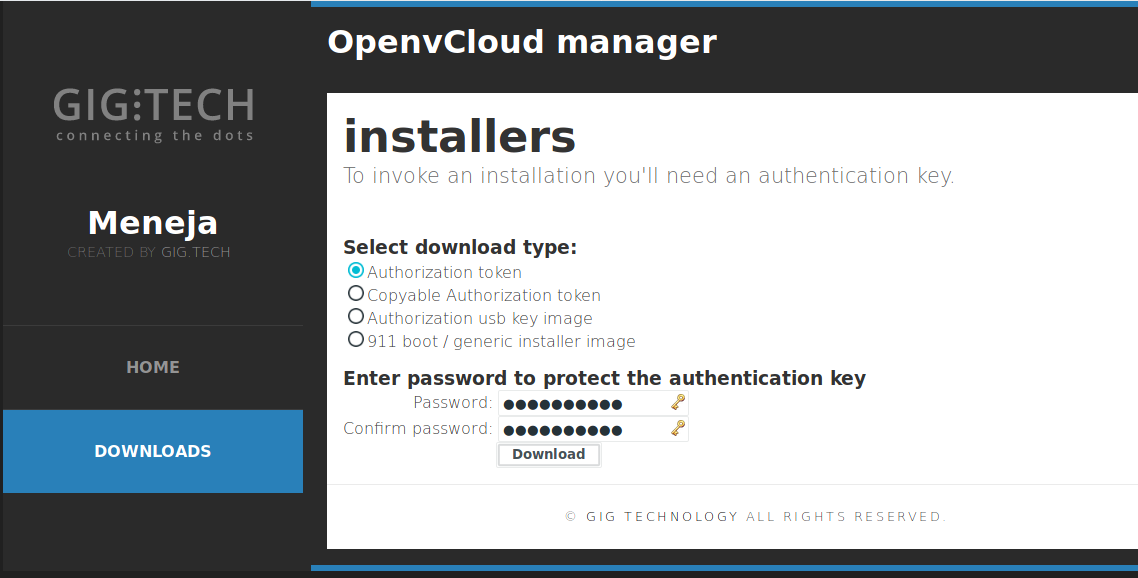 GIG:TECH
connecting the dots
Meneja
CREATED BY GIG.TECH
HOME
DOWNLOADS
OpenvCloud manager
installers
To invoke an installation you'll need an authentication key.
Select download type:
Authorization token
Copyable Authorization token
Authorization usb key image
911 boot / generic installer image
Enter password to protect the authentication key
Password: ●●●●●●●●●●
Confirm password: ●●●●●●●●●●
Download
© GIG TECHNOLOGY ALL RIGHTS RESERVED.